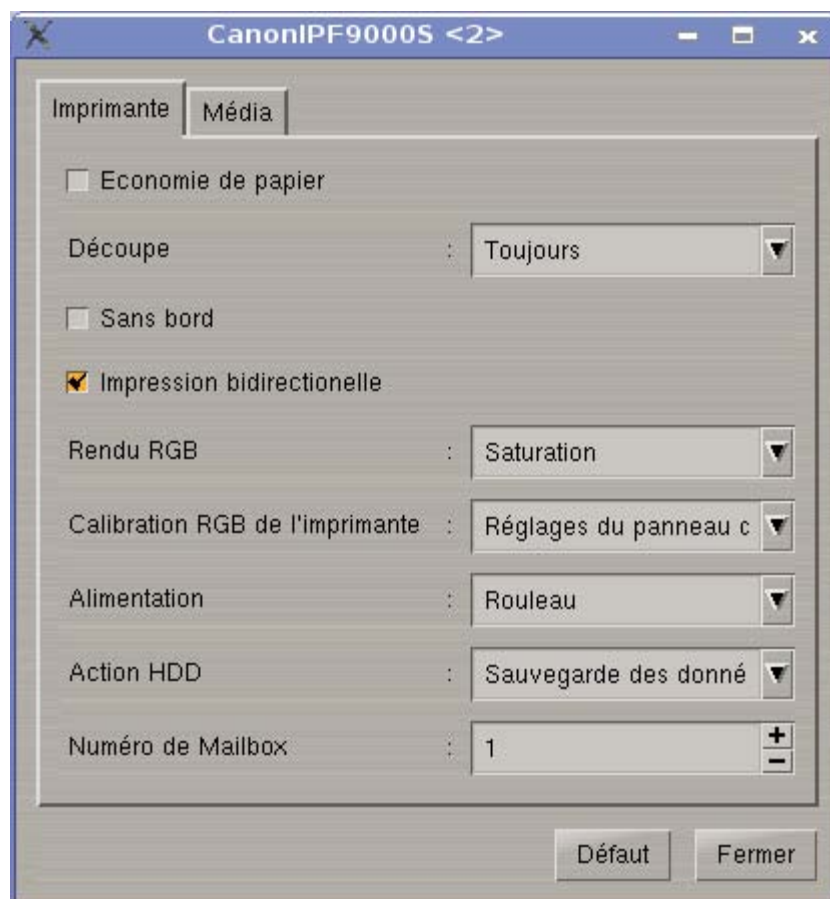 CanonIPF9000S <2>
Imprimante Média
Economie de papier
Découpe : Toujours
Sans bord
Impression bidirectionelle
Rendu RGB : Saturation
Calibration RGB de l'imprimante : Réglages du panneau c
Alimentation : Rouleau
Action HDD : Sauvegarde des donné
Numéro de Mailbox : 1
Défaut Fermer